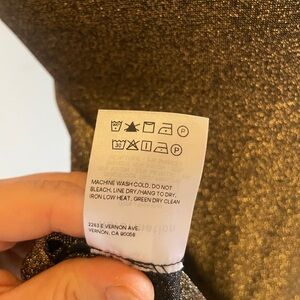 30
MACHINE WASH COLD, DO NOT
BLEACH, LINE DRY/HANG TO DRY,
IRON LOW HEAT, GREEN DRY CLEAN
2263 E VERNON AVE.
VERNON, CA 90058